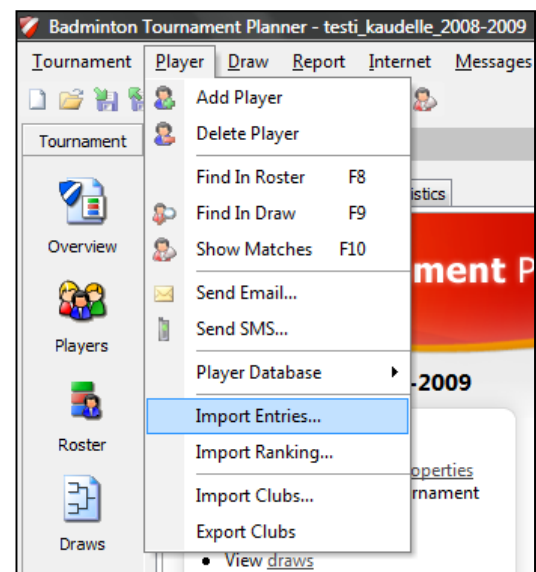 Badminton Tournament Planner - testi_kaudelle_2008-2009
Tournament Player Draw Report Internet Messages
Tournament
Add Player
Delete Player
Find In Roster F8
istics
Find In Draw F9
Overview
Show Matches F10
ment P
Send Email...
Players
Send SMS...
Player Database
-2009
Import Entries...
Roster
Import Ranking...
operties
Import Clubs...
rnament
Draws
Export Clubs
• View draws